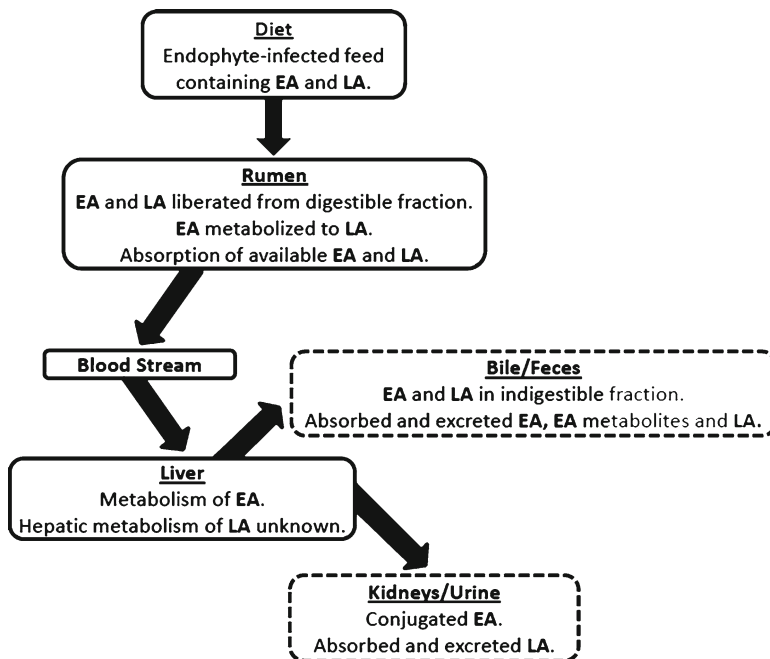 Diet
Endophyte-infected feed
containing EA and LA.
Rumen
EA and LA liberated from digestible fraction.
EA metabolized to LA.
Absorption of available EA and LA.
Blood Stream
Bile/Feces
EA and LA in indigestible fraction.
Absorbed and excreted EA, EA metabolites and LA.
Liver
Metabolism of EA.
Hepatic metabolism of LA unknown.
Kidneys/Urine
Conjugated EA.
Absorbed and excreted LA.